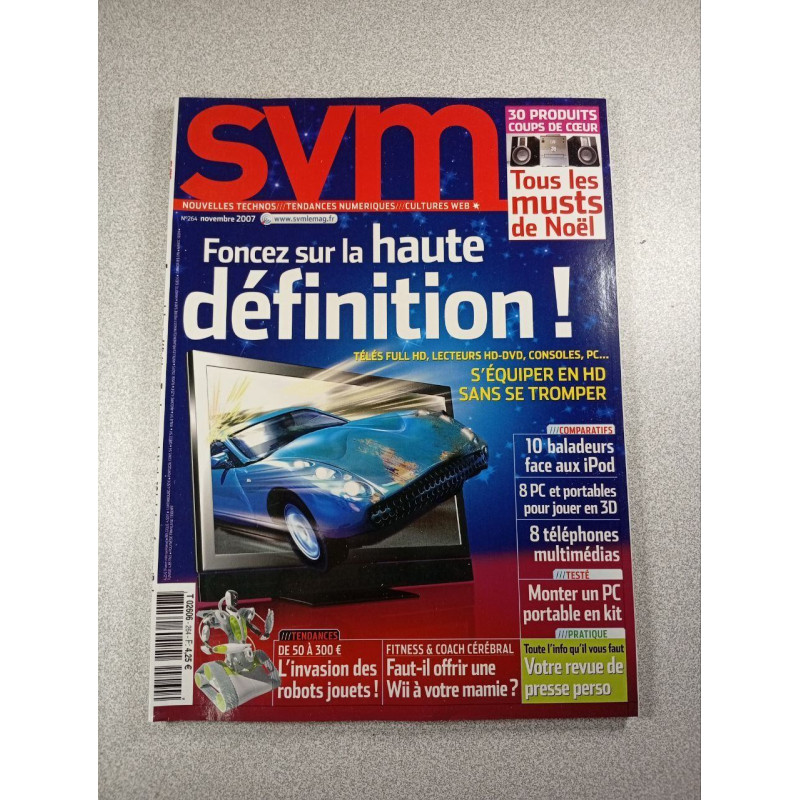 svm
NOUVELLES TECHNOS///TENDANCES NUMERIQUES///CULTURES WEB
N°264 novembre 2007 www.svmlemag.fr
30 PRODUITS
COUPS DE CŒUR
Tous les
musts
de Noël
Foncez sur la haute
définition !
TÉLÉS FULL HD, LECTEURS HD-DVD, CONSOLES, PC...
S'ÉQUIPER EN HD
SANS SE TROMPER
///COMPARATIFS
10 baladeurs
face aux iPod
8 PC et portables
pour jouer en 3D
8 téléphones
multimédias
///TESTÉ
Monter un PC
portable en kit
///PRATIQUE
Toute l'info qu'il vous faut
Votre revue de
presse perso
///TENDANCES
DE 50 À 300 €
L'invasion des
robots jouets !
FITNESS & COACH CÉRÉBRAL
Faut-il offrir une
Wii à votre mamie ?
T 02606 - 264 - F: 4,25 €